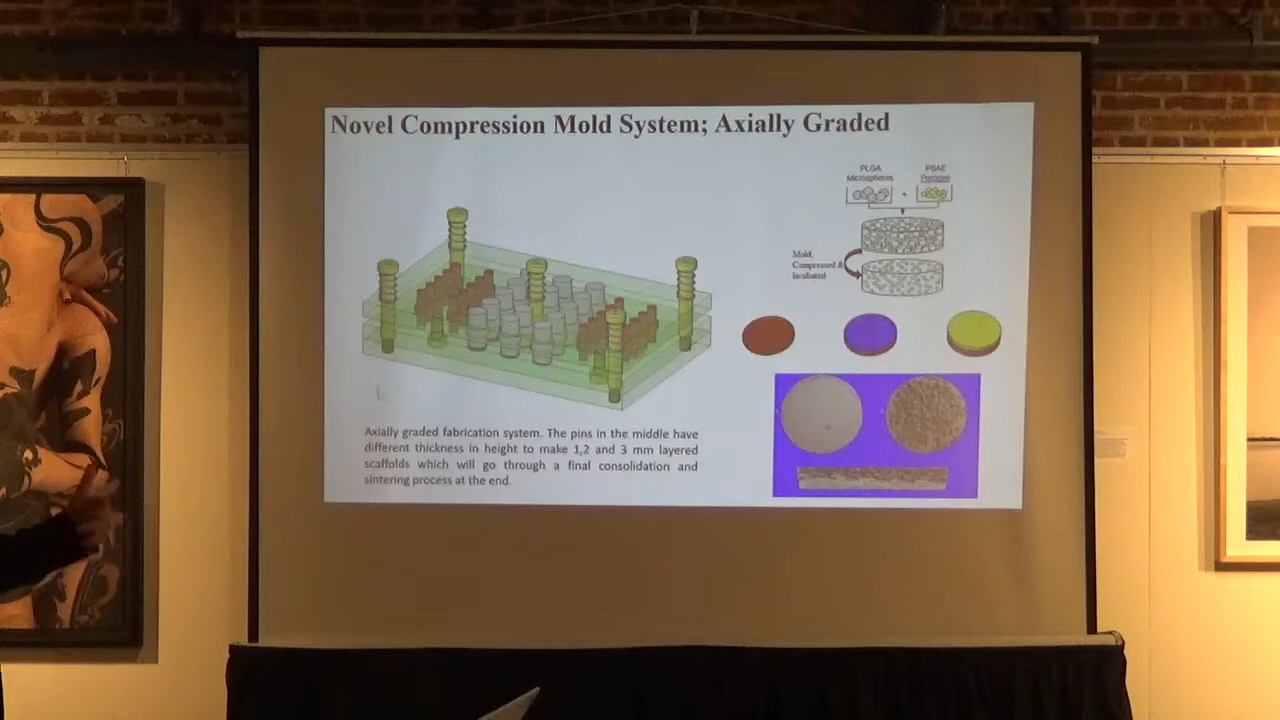 Novel Compression Mold System; Axially Graded
PLGA
Microspheres
PBAE
Porogen
+
Mold,
Compressed &
Incubated
Axially graded fabrication system. The pins in the middle have
different thickness in height to make 1,2 and 3 mm layered
scaffolds which will go through a final consolidation and
sintering process at the end.